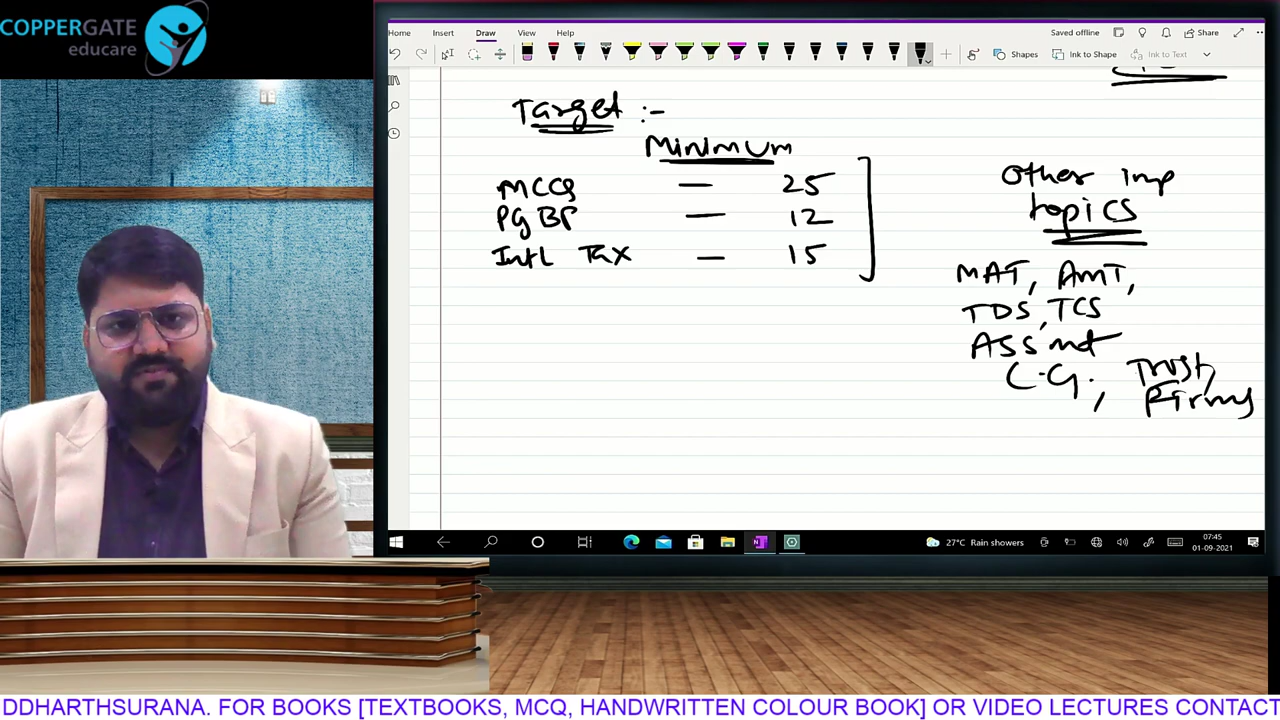 COPPERGATE
educare
Home Insert Draw View Help
Saved offline
Share
Shapes
Ink to Shape
Ink to Text
Target :-
Minimum
MCQ — 25
PGBP — 12
Intl Tax — 15
Other imp
topics
MAT, AMT,
TDS, TCS
Ass'mt
C.G., Trust,
Firms
27°C Rain showers
07:45
01-09-2021
DDHARTHSURANA. FOR BOOKS [TEXTBOOKS, MCQ, HANDWRITTEN COLOUR BOOK] OR VIDEO LECTURES CONTACT